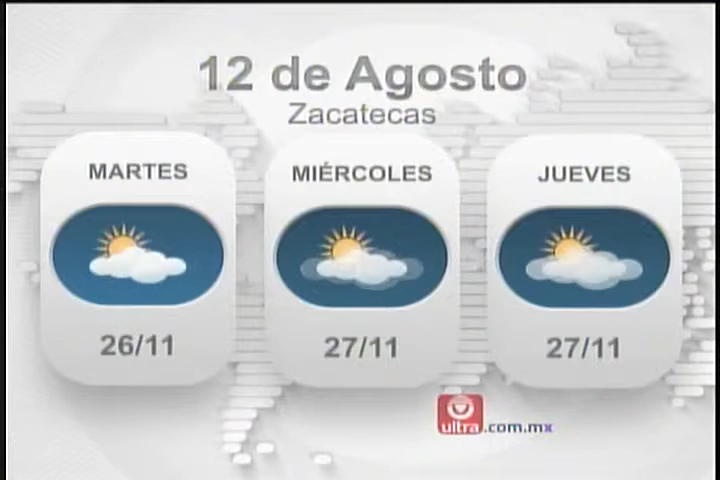 12 de Agosto
Zacatecas
MARTES
26/11
MIÉRCOLES
27/11
JUEVES
27/11
ultra.com.mx